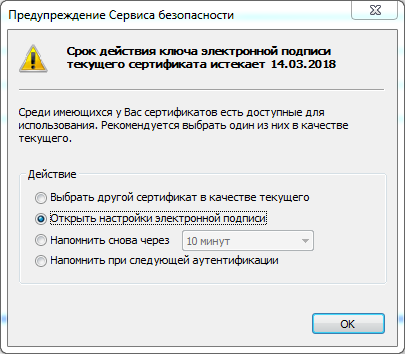 Предупреждение Сервиса безопасности
Срок действия ключа электронной подписи
текущего сертификата истекает 14.03.2018
Среди имеющихся у Вас сертификатов есть доступные для
использования. Рекомендуется выбрать один из них в качестве
текущего.
Действие
Выбрать другой сертификат в качестве текущего
Открыть настройки электронной подписи
Напомнить снова через 10 минут
Напомнить при следующей аутентификации
OK